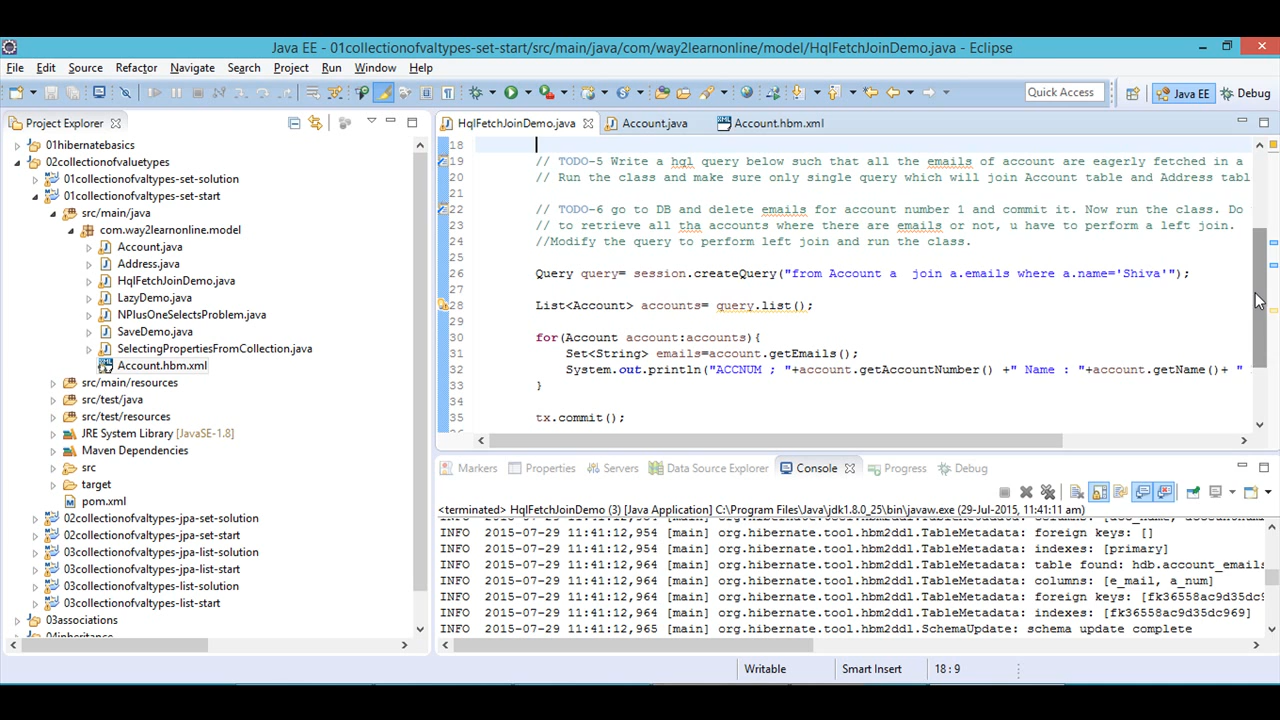 Java EE - 01collectionofvaltypes-set-start/src/main/java/com/way2learnonline/model/HqlFetchJoinDemo.java - Eclipse
File Edit Source Refactor Navigate Search Project Run Window Help
Quick Access
Java EE
Debug
Project Explorer
HqlFetchJoinDemo.java
Account.java
Account.hbm.xml
01hibernatebasics
02collectionofvaluetypes
01collectionofvaltypes-set-solution
01collectionofvaltypes-set-start
src/main/java
com.way2learnonline.model
Account.java
Address.java
HqlFetchJoinDemo.java
LazyDemo.java
NPlusOneSelectsProblem.java
SaveDemo.java
SelectingPropertiesFromCollection.java
Account.hbm.xml
src/main/resources
src/test/java
src/test/resources
JRE System Library [JavaSE-1.8]
Maven Dependencies
src
target
pom.xml
02collectionofvaltypes-jpa-set-solution
02collectionofvaltypes-jpa-set-start
03collectionofvaltypes-jpa-list-solution
03collectionofvaltypes-jpa-list-start
03collectionofvaltypes-list-solution
03collectionofvaltypes-list-start
03associations
04inheritance
18
19 // TODO-5 Write a hql query below such that all the emails of account are eagerly fetched in a
20 // Run the class and make sure only single query which will join Account table and Address tabl
21
22 // TODO-6 go to DB and delete emails for account number 1 and commit it. Now run the class. Do
23 // to retrieve all tha accounts where there are emails or not, u have to perform a left join.
24 //Modify the query to perform left join and run the class.
25
26 Query query= session.createQuery("from Account a  join a.emails where a.name='Shiva'");
27
28 List<Account> accounts= query.list();
29
30 for(Account account:accounts){
31 Set<String> emails=account.getEmails();
32 System.out.println("ACCNUM ; "+account.getAccountNumber() +" Name : "+account.getName()+ "
33 }
34
35 tx.commit();
Markers Properties Servers Data Source Explorer Console Progress Debug
<terminated> HqlFetchJoinDemo (3) [Java Application] C:\Program Files\Java\jdk1.8.0_25\bin\javaw.exe (29-Jul-2015, 11:41:11 am)
INFO 2015-07-29 11:41:12,954 [main] org.hibernate.tool.hbm2ddl.TableMetadata: foreign keys: []
INFO 2015-07-29 11:41:12,954 [main] org.hibernate.tool.hbm2ddl.TableMetadata: indexes: [primary]
INFO 2015-07-29 11:41:12,964 [main] org.hibernate.tool.hbm2ddl.TableMetadata: table found: hdb.account_emails
INFO 2015-07-29 11:41:12,964 [main] org.hibernate.tool.hbm2ddl.TableMetadata: columns: [e_mail, a_num]
INFO 2015-07-29 11:41:12,964 [main] org.hibernate.tool.hbm2ddl.TableMetadata: foreign keys: [fk36558ac9d35dc9
INFO 2015-07-29 11:41:12,964 [main] org.hibernate.tool.hbm2ddl.TableMetadata: indexes: [fk36558ac9d35dc969]
INFO 2015-07-29 11:41:12,965 [main] org.hibernate.tool.hbm2ddl.SchemaUpdate: schema update complete
Writable
Smart Insert
18 : 9